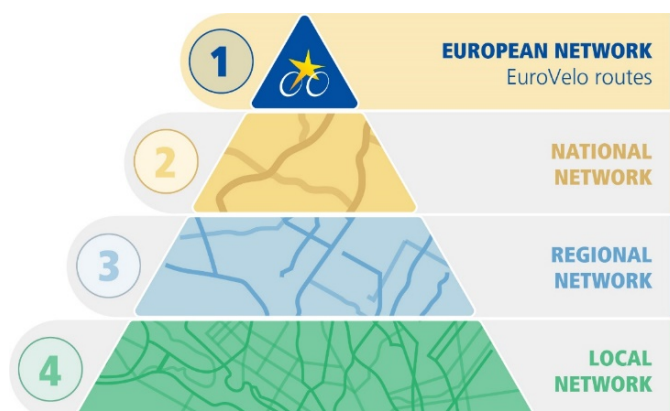 1
EUROPEAN NETWORK
EuroVelo routes
2
NATIONAL
NETWORK
3
REGIONAL
NETWORK
4
LOCAL
NETWORK